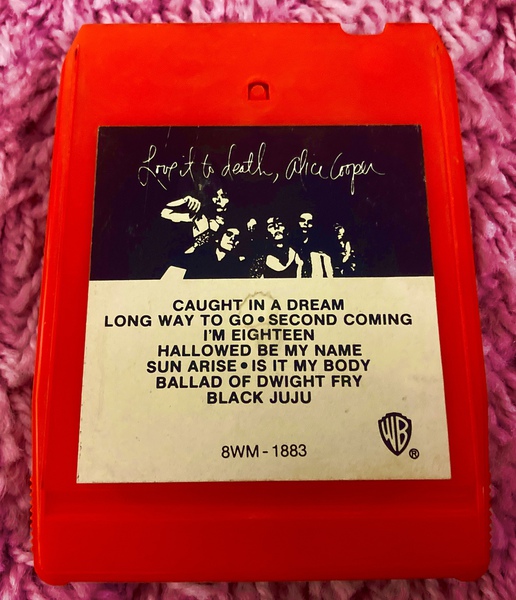 Love it to death, Alice Cooper
CAUGHT IN A DREAM
LONG WAY TO GO • SECOND COMING
I'M EIGHTEEN
HALLOWED BE MY NAME
SUN ARISE • IS IT MY BODY
BALLAD OF DWIGHT FRY
BLACK JUJU
WB ®
8WM - 1883